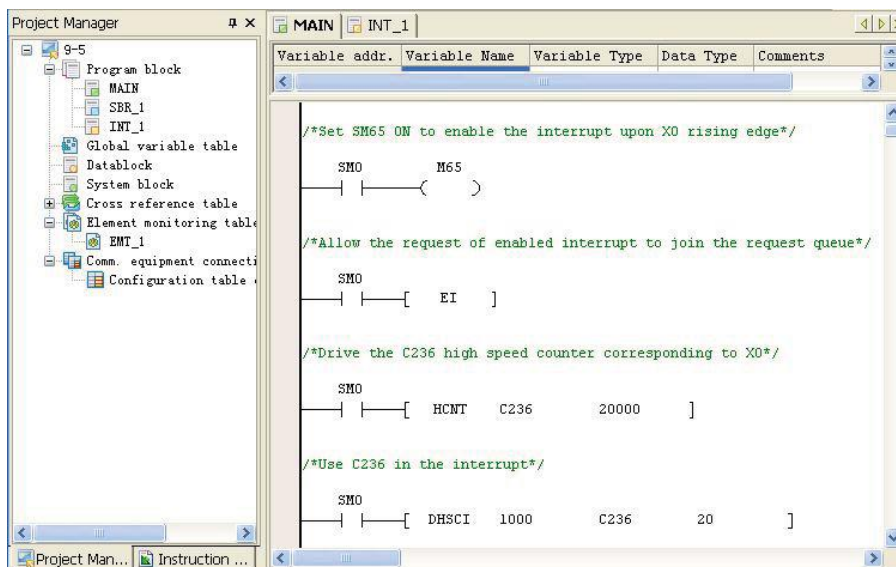 Project Manager
9-5
Program block
MAIN
SBR_1
INT_1
Global variable table
Datablock
System block
Cross reference table
Element monitoring table
EMT_1
Comm. equipment connecti
Configuration table
Project Man...
Instruction ...
MAIN
INT_1
Variable addr. Variable Name Variable Type Data Type Comments
/*Set SM65 ON to enable the interrupt upon X0 rising edge*/
SM0 M65
/*Allow the request of enabled interrupt to join the request queue*/
SM0
[ EI ]
/*Drive the C236 high speed counter corresponding to X0*/
SM0
[ HCNT C236 20000 ]
/*Use C236 in the interrupt*/
SM0
[ DHSCI 1000 C236 20 ]